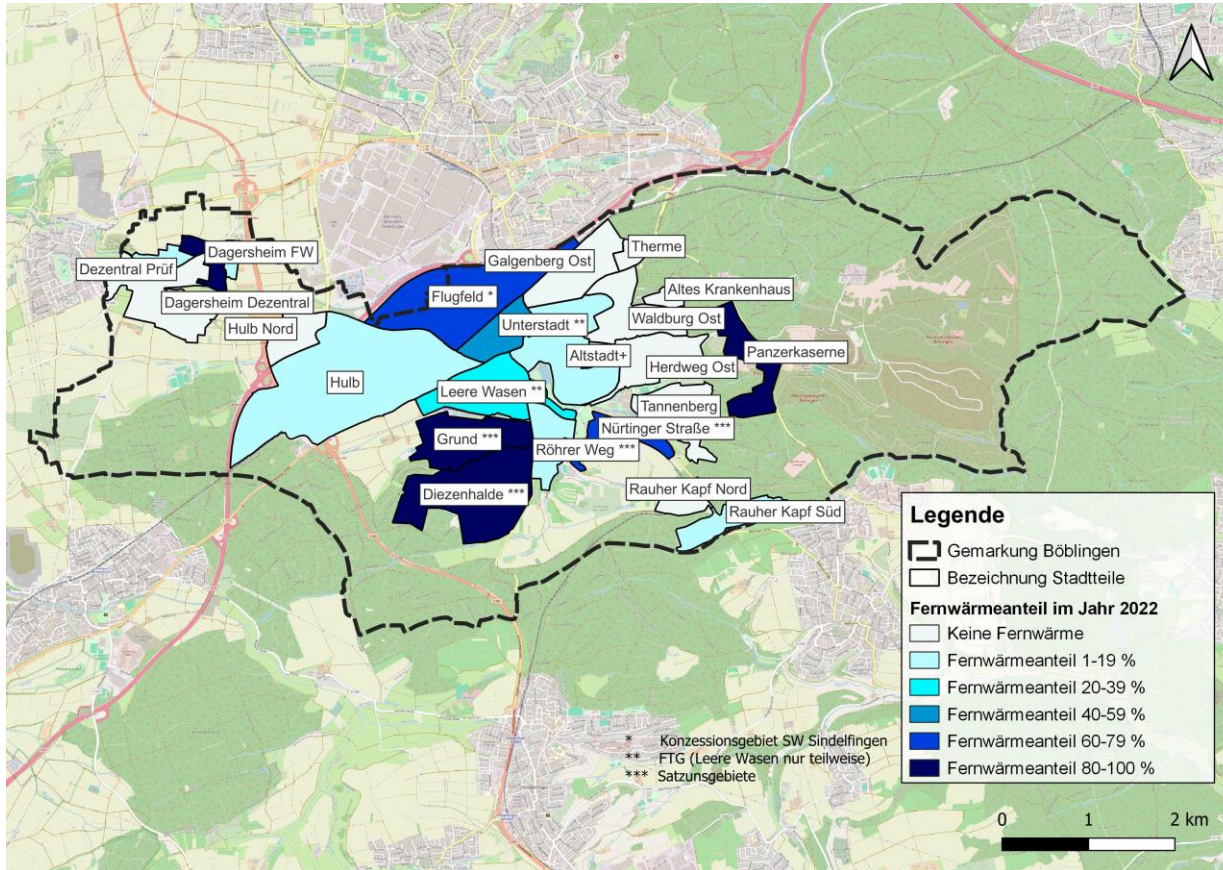 Therme
Galgenberg Ost
Dagersheim FW
Dezentral Prüf
Flugfeld *
Altes Krankenhaus
Dagersheim Dezentral
Waldburg Ost
Unterstadt **
Hulb Nord
Altstadt+
Panzerkaserne
Herdweg Ost
Hulb
Leere Wasen **
Tannenberg
Nürtinger Straße ***
Grund ***
Röhrer Weg ***
Diezenhalde ***
Rauher Kapf Nord
Rauher Kapf Süd
Legende
Gemarkung Böblingen
Bezeichnung Stadtteile
Fernwärmeanteil im Jahr 2022
Keine Fernwärme
Fernwärmeanteil 1-19 %
Fernwärmeanteil 20-39 %
Fernwärmeanteil 40-59 %
Fernwärmeanteil 60-79 %
Fernwärmeanteil 80-100 %
* Konzessionsgebiet SW Sindelfingen
** FTG (Leere Wasen nur teilweise)
*** Satzunsgebiete
0 1 2 km